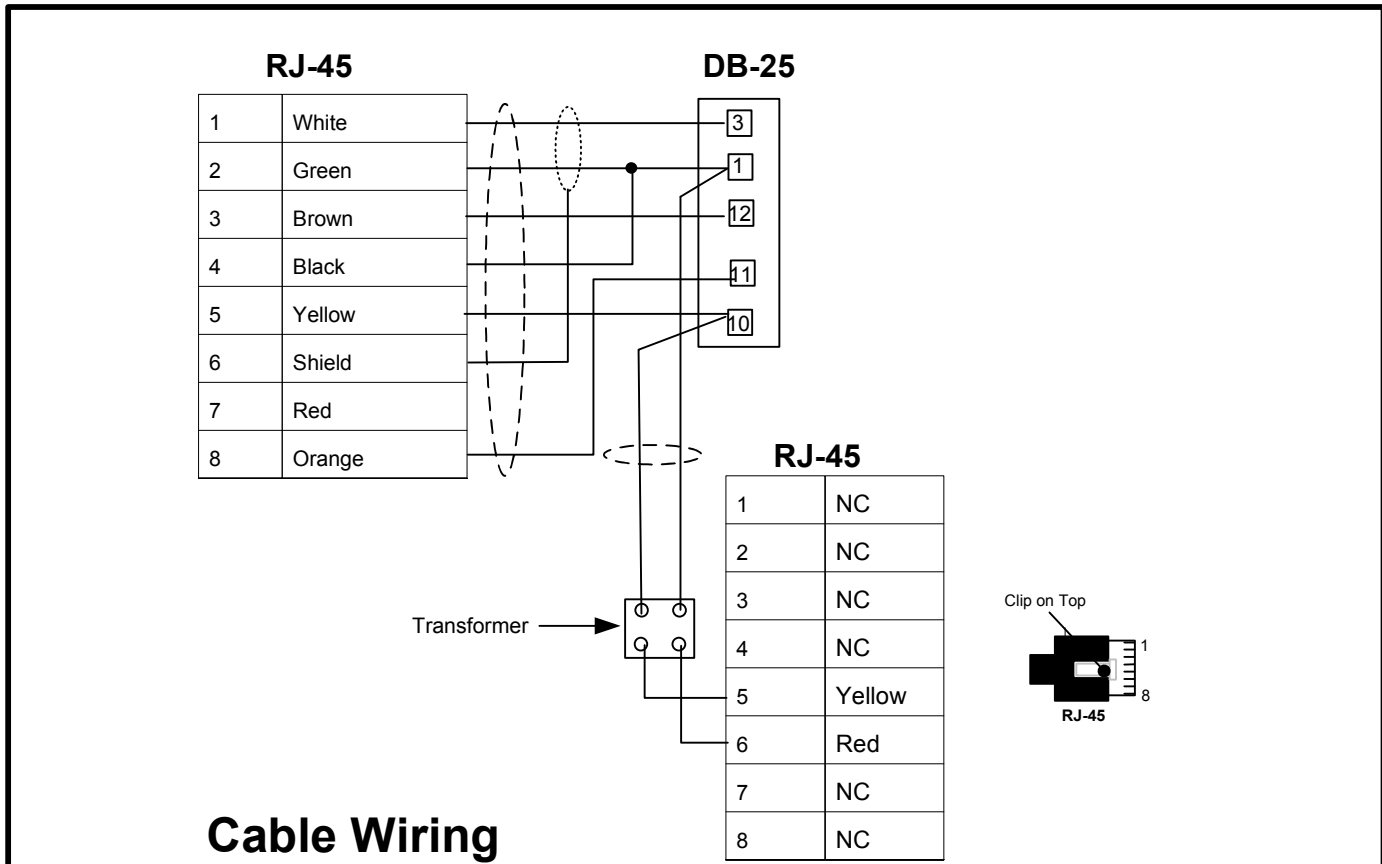 RJ-45
DB-25
1 White
2 Green
3 Brown
4 Black
5 Yellow
6 Shield
7 Red
8 Orange
3
1
12
11
10
RJ-45
1 NC
2 NC
3 NC
4 NC
5 Yellow
6 Red
7 NC
8 NC
Transformer
Clip on Top
1
8
RJ-45
Cable Wiring